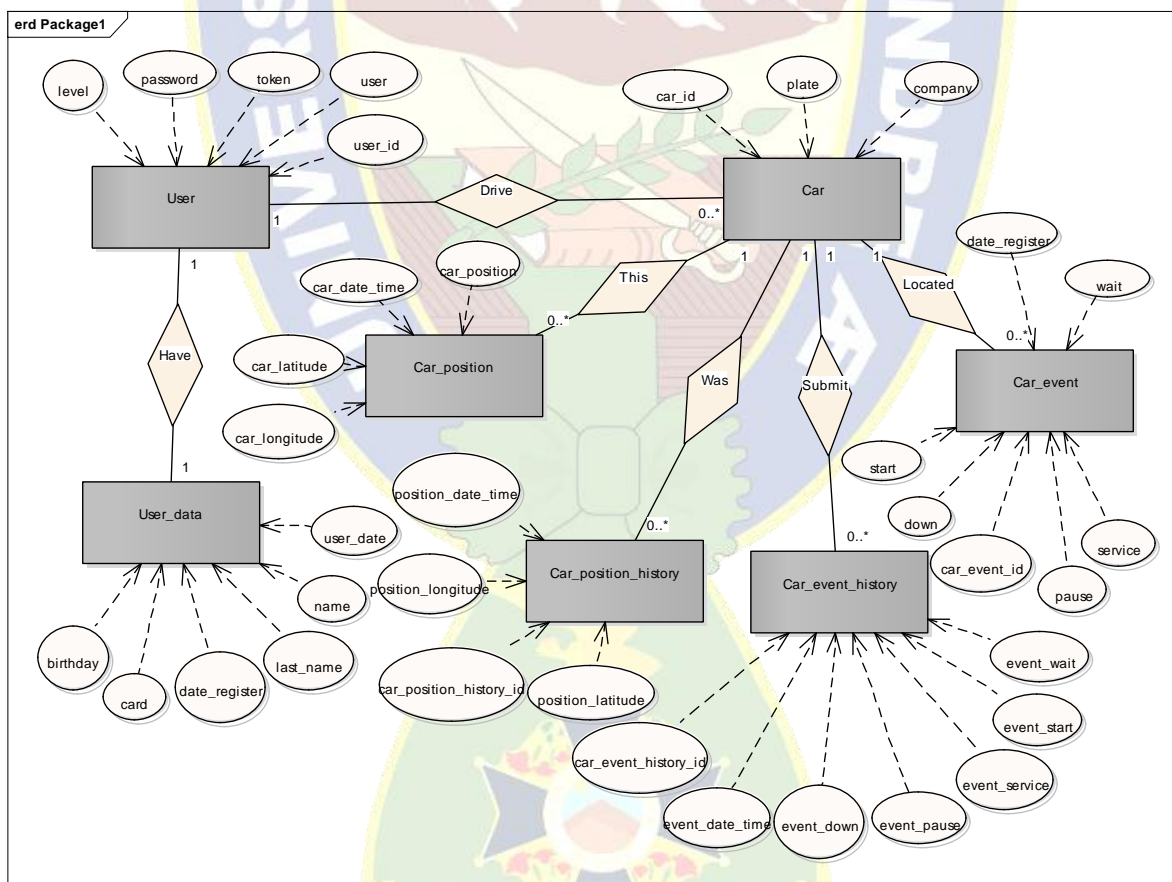 erd Package1
level
password
token
user
user_id
car_id
plate
company
User
Drive
Car
1
0..*
1
This
1
1
1
1
Located
date_register
wait
car_date_time
car_position
0..*
0..*
Have
car_latitude
Car_position
Was
Submit
Car_event
car_longitude
start
1
position_date_time
User_data
user_date
0..*
0..*
down
service
car_event_id
Car_position_history
Car_event_history
pause
position_longitude
name
birthday
last_name
event_wait
card
date_register
car_position_history_id
position_latitude
event_start
car_event_history_id
event_service
event_date_time
event_down
event_pause
UNIVERS
NDRE
Æ